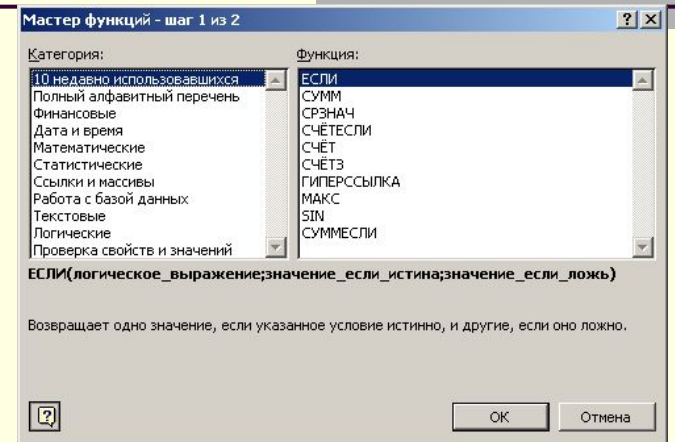 Мастер функций - шаг 1 из 2
Категория:
10 недавно использовавшихся
Полный алфавитный перечень
Финансовые
Дата и время
Математические
Статистические
Ссылки и массивы
Работа с базой данных
Текстовые
Логические
Проверка свойств и значений
Функция:
ЕСЛИ
СУММ
СРЗНАЧ
СЧЁТЕСЛИ
СЧЁТ
СЧЁТЗ
ГИПЕРССЫЛКА
МАКС
SIN
СУММЕСЛИ
ЕСЛИ(логическое_выражение;значение_если_истина;значение_если_ложь)
Возвращает одно значение, если указанное условие истинно, и другие, если оно ложно.
ОК
Отмена